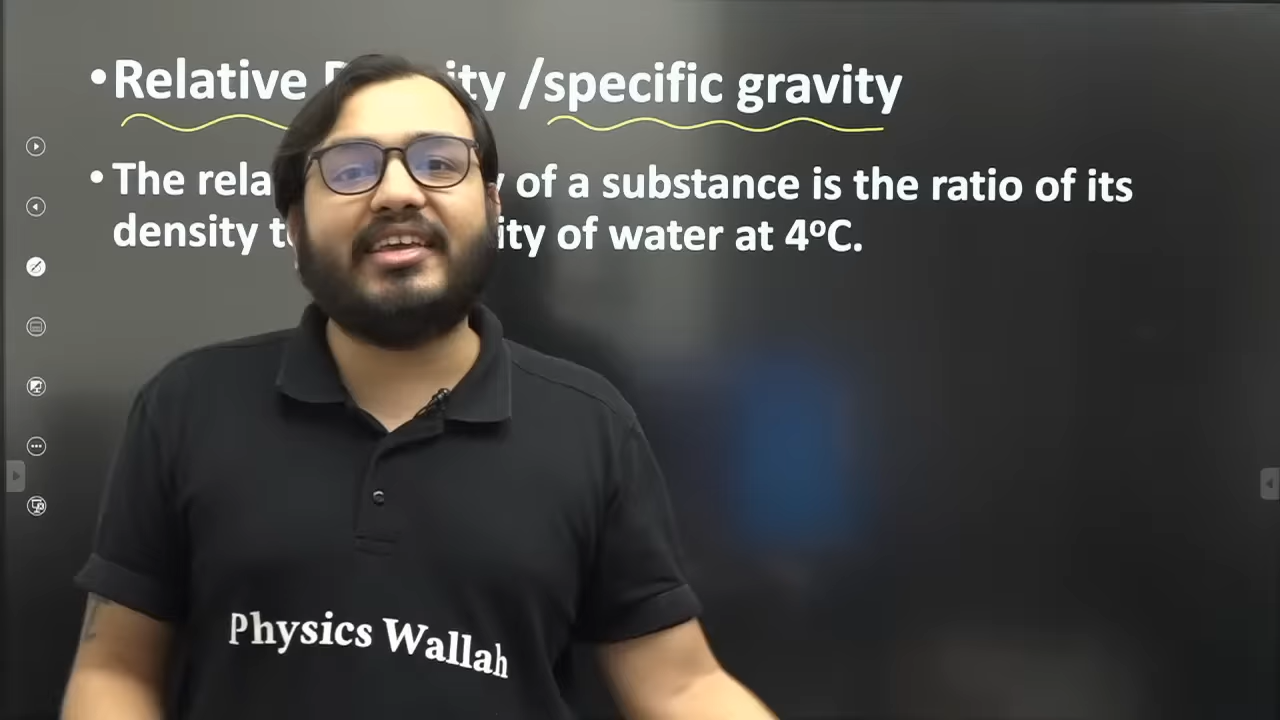 •Relative ity /specific gravity
•The rela y of a substance is the ratio of its
density t ity of water at 4ºC.
Physics Wallah